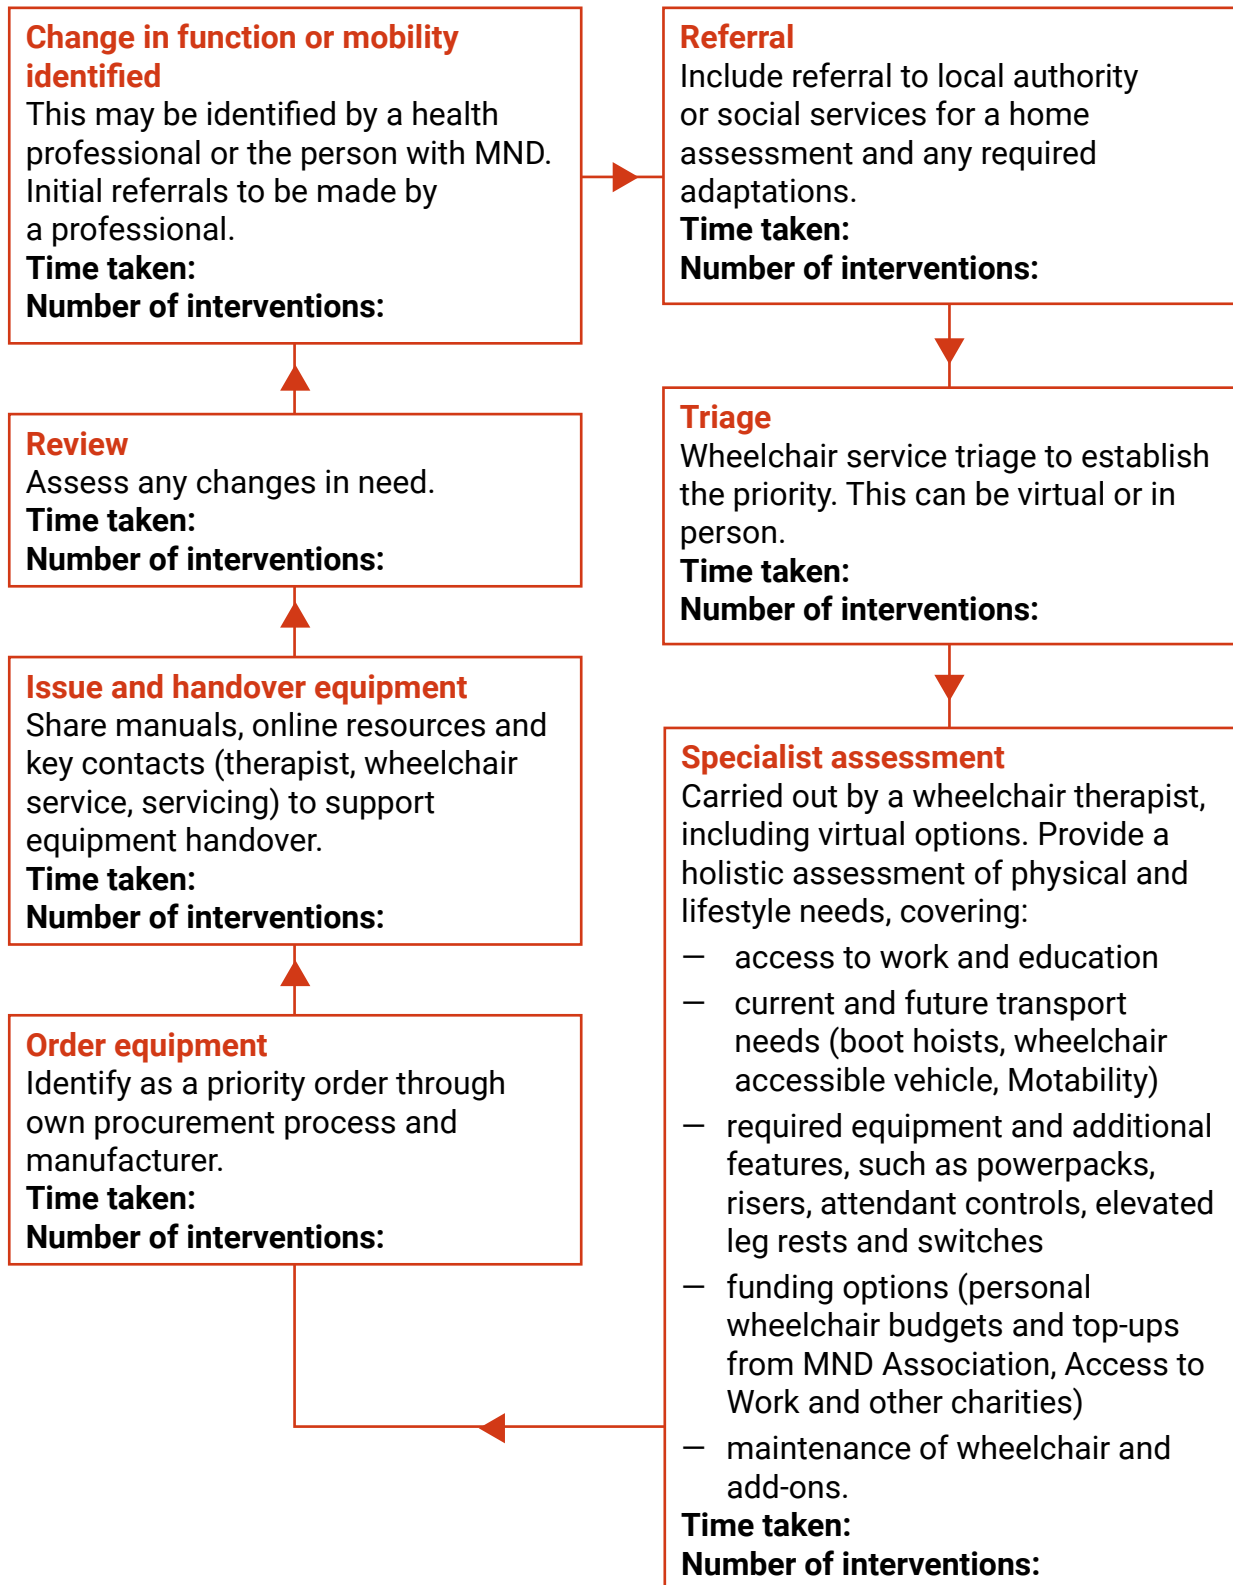 Change in function or mobility
identified
This may be identified by a health
professional or the person with MND.
Initial referrals to be made by
a professional.
Time taken:
Number of interventions:
Referral
Include referral to local authority
or social services for a home
assessment and any required
adaptations.
Time taken:
Number of interventions:
Triage
Wheelchair service triage to establish
the priority. This can be virtual or in
person.
Time taken:
Number of interventions:
Specialist assessment
Carried out by a wheelchair therapist,
including virtual options. Provide a
holistic assessment of physical and
lifestyle needs, covering:
— access to work and education
— current and future transport
needs (boot hoists, wheelchair
accessible vehicle, Motability)
— required equipment and additional
features, such as powerpacks,
risers, attendant controls, elevated
leg rests and switches
— funding options (personal
wheelchair budgets and top-ups
from MND Association, Access to
Work and other charities)
— maintenance of wheelchair and
add-ons.
Time taken:
Number of interventions:
Order equipment
Identify as a priority order through
own procurement process and
manufacturer.
Time taken:
Number of interventions:
Issue and handover equipment
Share manuals, online resources and
key contacts (therapist, wheelchair
service, servicing) to support
equipment handover.
Time taken:
Number of interventions:
Review
Assess any changes in need.
Time taken:
Number of interventions: